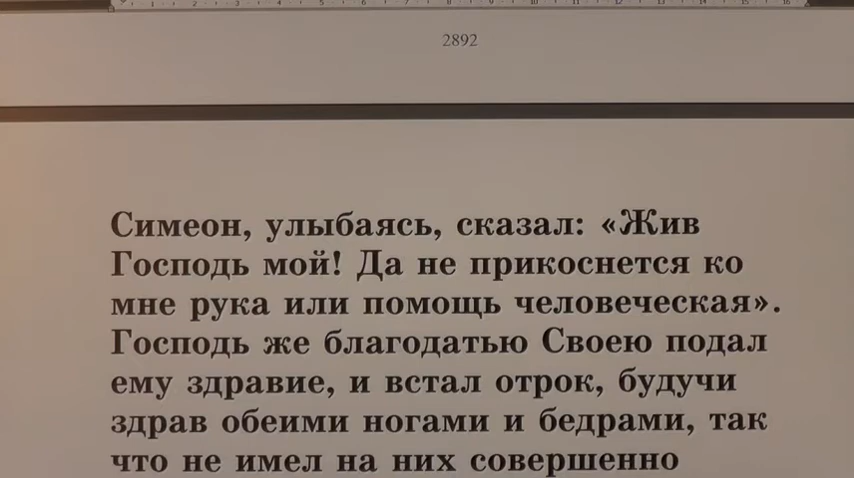 2892
Симеон, улыбаясь, сказал: «Жив
Господь мой! Да не прикоснется ко
мне рука или помощь человеческая».
Господь же благодатью Своею подал
ему здравие, и встал отрок, будучи
здрав обеими ногами и бедрами, так
что не имел на них совершенно